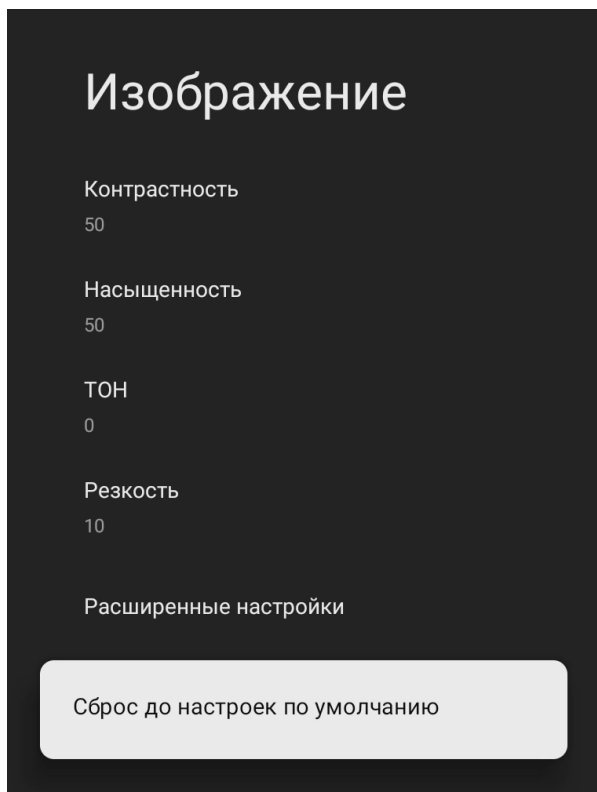 Изображение
Контрастность
50
Насыщенность
50
ТОН
0
Резкость
10
Расширенные настройки
Сброс до настроек по умолчанию